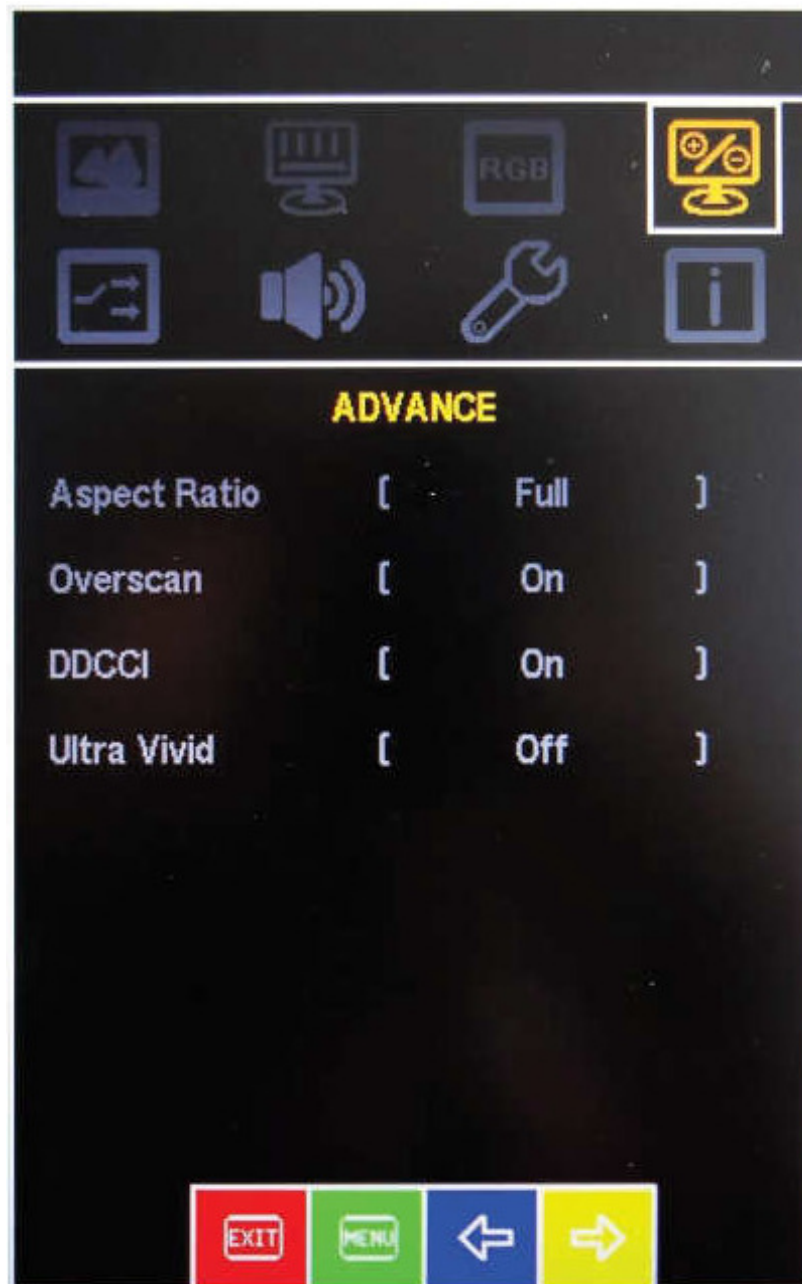 RGB
ADVANCE
Aspect Ratio [ Full ]
Overscan [ On ]
DDCCI [ On ]
Ultra Vivid [ Off ]
EXIT MENU